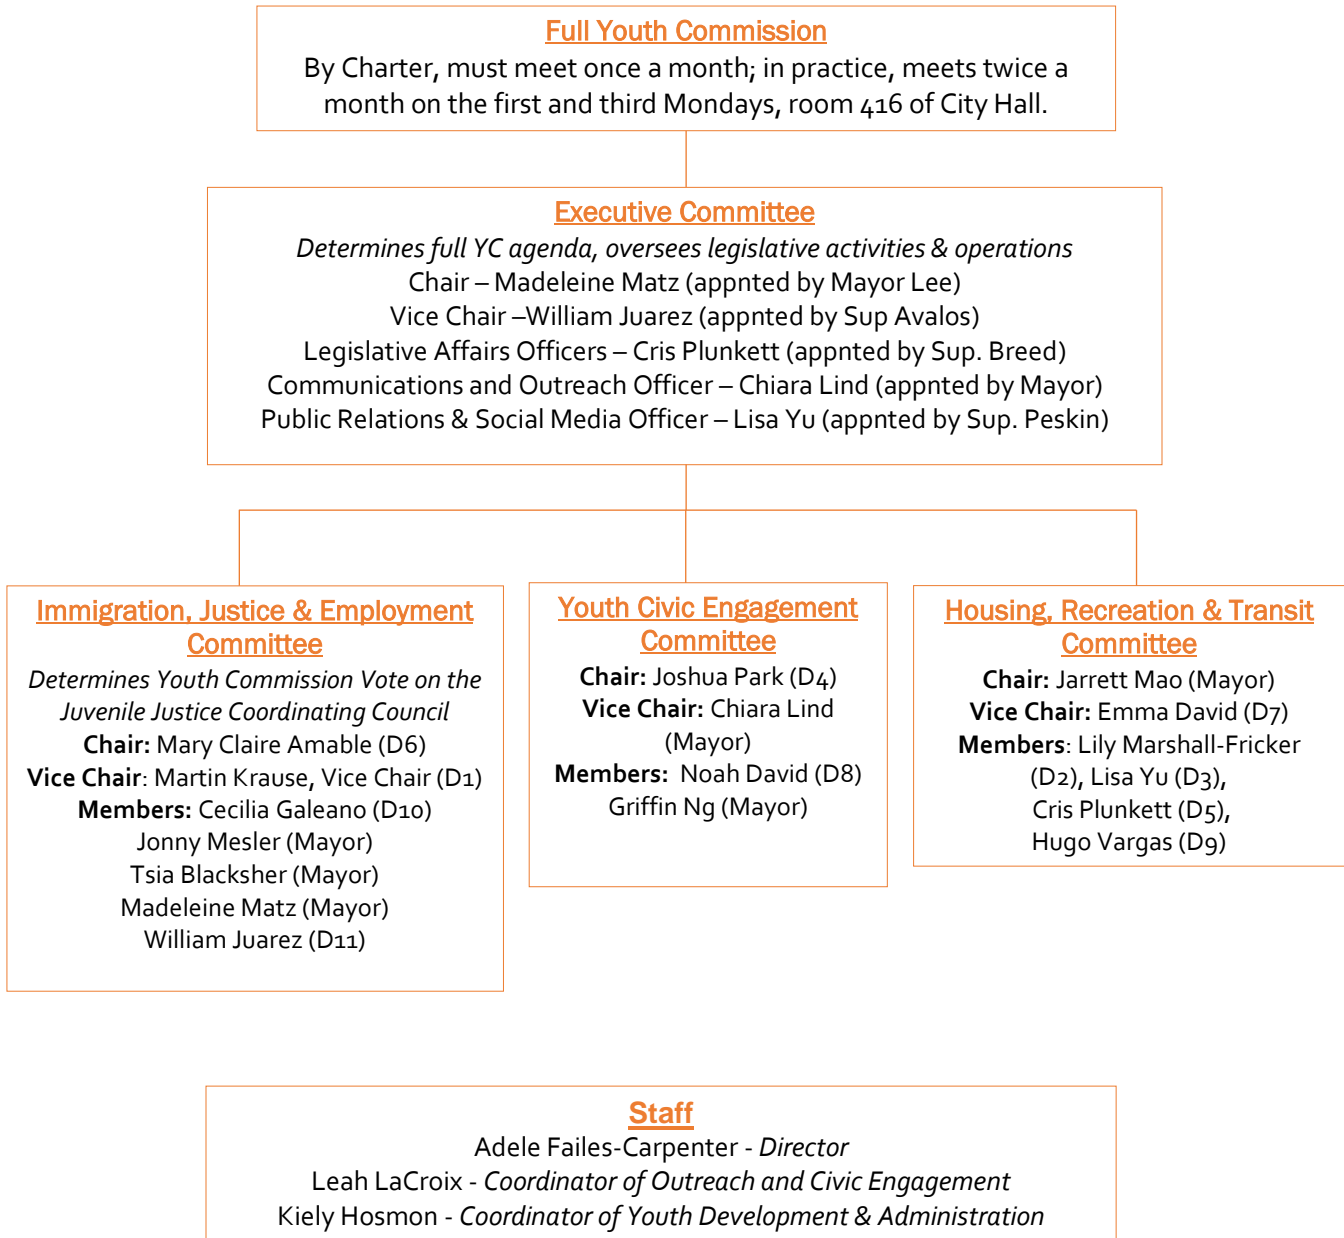 Full Youth Commission
By Charter, must meet once a month; in practice, meets twice a
month on the first and third Mondays, room 416 of City Hall.
Executive Committee
Determines full YC agenda, oversees legislative activities & operations
Chair – Madeleine Matz (appnted by Mayor Lee)
Vice Chair –William Juarez (appnted by Sup Avalos)
Legislative Affairs Officers – Cris Plunkett (appnted by Sup. Breed)
Communications and Outreach Officer – Chiara Lind (appnted by Mayor)
Public Relations & Social Media Officer – Lisa Yu (appnted by Sup. Peskin)
Immigration, Justice & Employment
Committee
Determines Youth Commission Vote on the
Juvenile Justice Coordinating Council
Chair: Mary Claire Amable (D6)
Vice Chair: Martin Krause, Vice Chair (D1)
Members: Cecilia Galeano (D10)
Jonny Mesler (Mayor)
Tsia Blacksher (Mayor)
Madeleine Matz (Mayor)
William Juarez (D11)
Youth Civic Engagement
Committee
Chair: Joshua Park (D4)
Vice Chair: Chiara Lind
(Mayor)
Members: Noah David (D8)
Griffin Ng (Mayor)
Housing, Recreation & Transit
Committee
Chair: Jarrett Mao (Mayor)
Vice Chair: Emma David (D7)
Members: Lily Marshall-Fricker
(D2), Lisa Yu (D3),
Cris Plunkett (D5),
Hugo Vargas (D9)
Staff
Adele Failes-Carpenter - Director
Leah LaCroix - Coordinator of Outreach and Civic Engagement
Kiely Hosmon - Coordinator of Youth Development & Administration